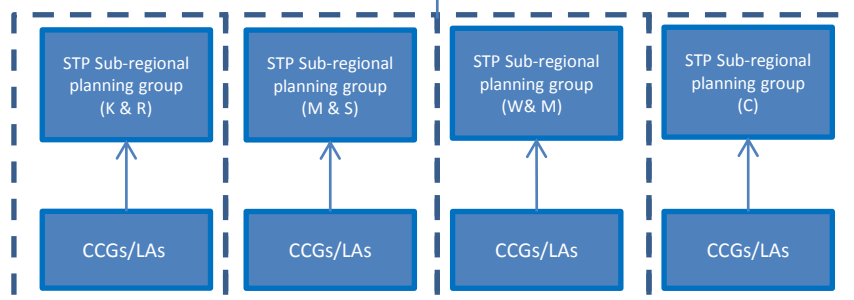 STP Sub-regional
planning group
(K & R)
STP Sub-regional
planning group
(M & S)
STP Sub-regional
planning group
(W& M)
STP Sub-regional
planning group
(C)
CCGs/LAs
CCGs/LAs
CCGs/LAs
CCGs/LAs